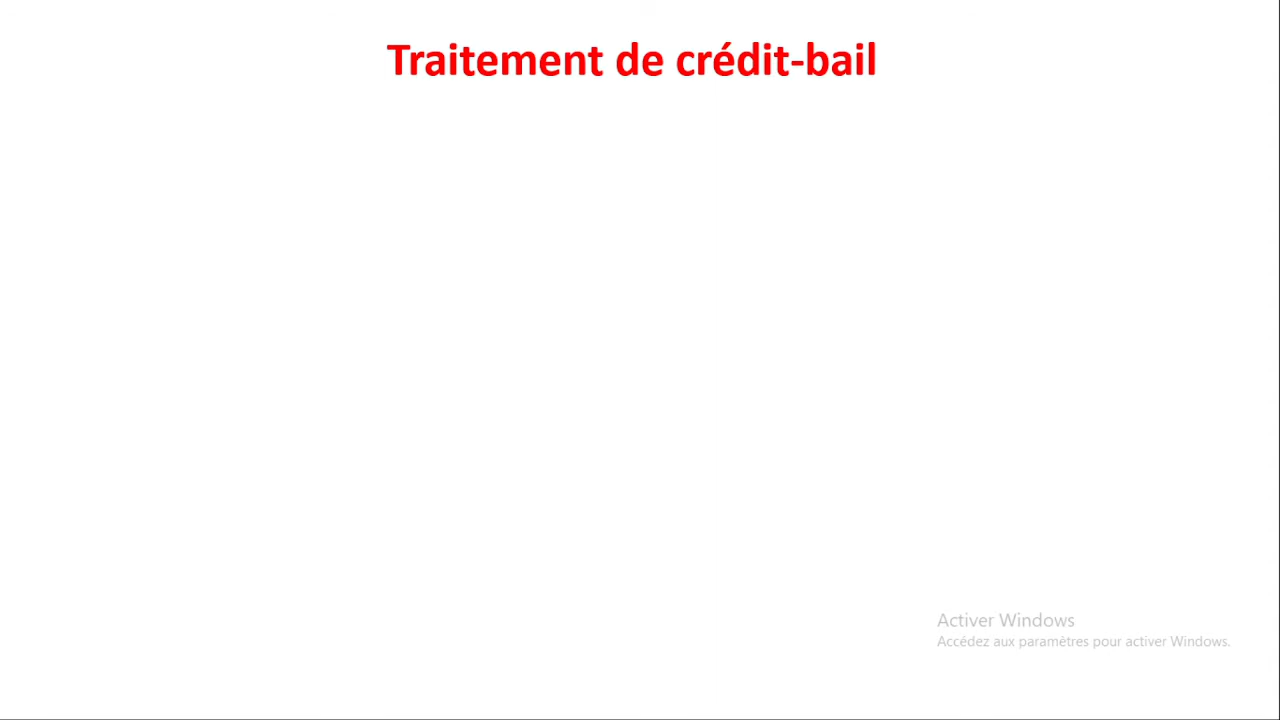 Traitement de crédit-bail
Activer Windows
Accédez aux paramètres pour activer Windows.